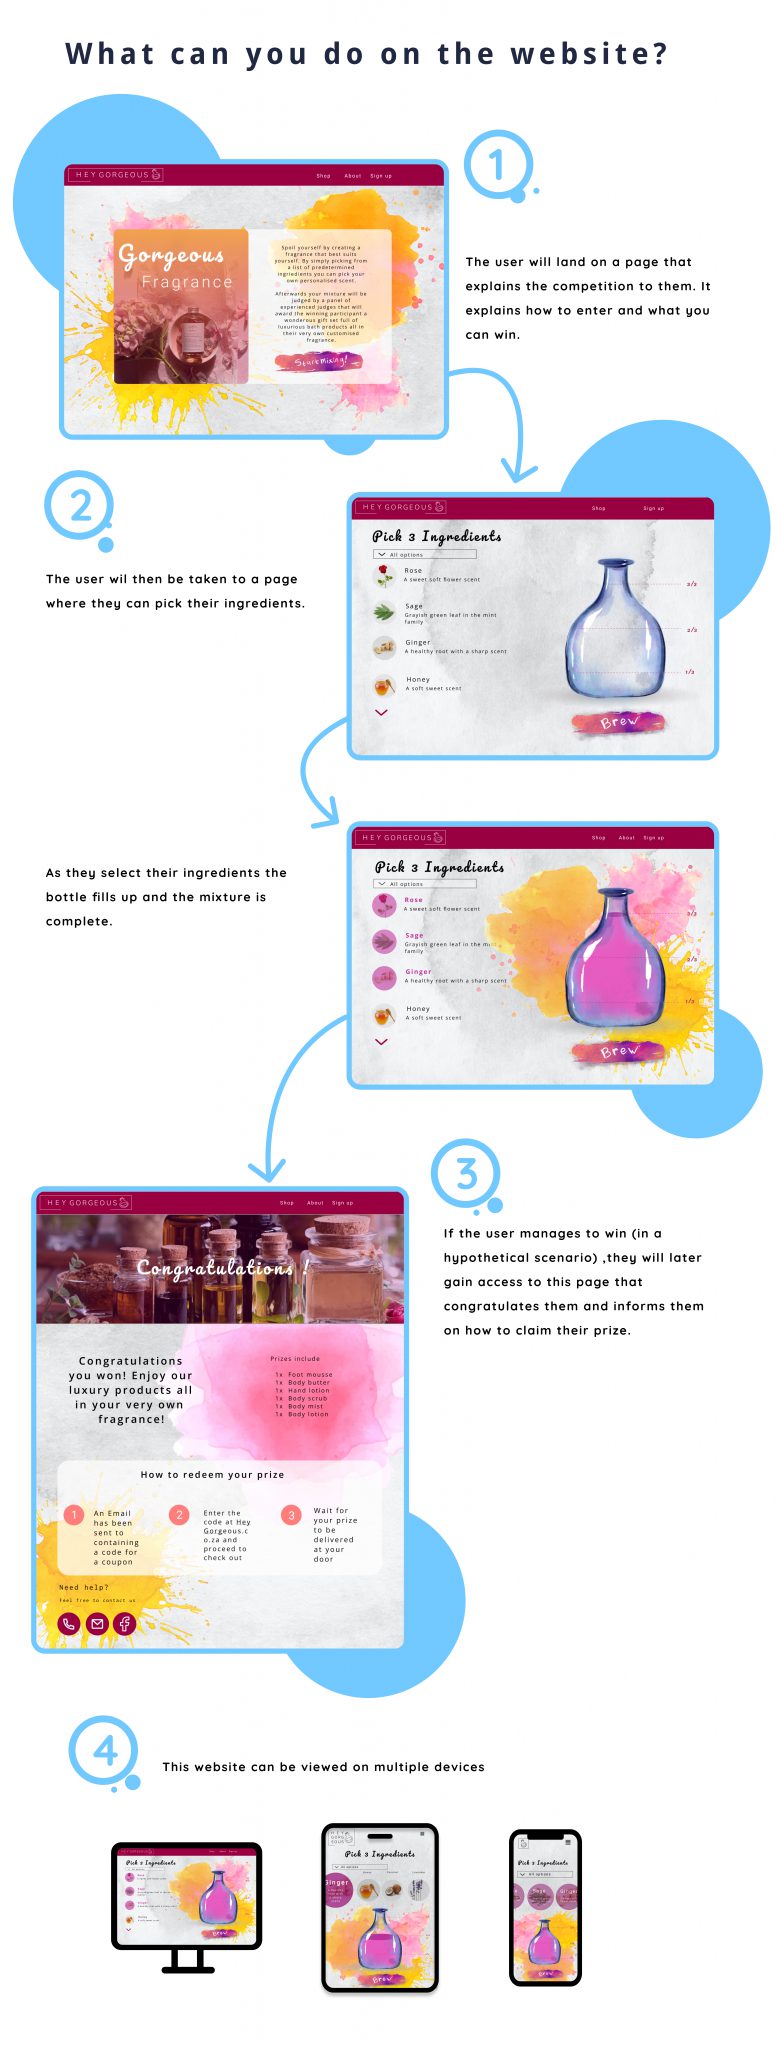 What can you do on the website?
1
HEY GORGEOUS
Shop About Sign up
Gorgeous
Fragrance
Spoil yourself by creating a
fragrance that best suits
yourself. By simply picking from
a list of predetermined
ingriedients you can pick your
own personalised scent.
Afterwards your mixture will be
judged by a panel of
experienced judges that will
award the winning participant a
wonderous gift set full of
luxurious bath products all in
their very own customised
fragrance.
Start mixing!
The user will land on a page that
explains the competition to them. It
explains how to enter and what you
can win.
2
The user wil then be taken to a page
where they can pick their ingredients.
HEY GORGEOUS
Shop Sign up
Pick 3 Ingredients
All options
Rose
A sweet soft flower scent
Sage
Grayish green leaf in the mint
family
Ginger
A healthy root with a sharp scent
Honey
A soft sweet scent
3/3
2/3
1/3
Brew
As they select their ingredients the
bottle fills up and the mixture is
complete.
HEY GORGEOUS
Shop About Sign up
Pick 3 Ingredients
All options
Rose
A sweet soft flower scent
Sage
Grayish green leaf in the mint
family
Ginger
A healthy root with a sharp scent
Honey
A soft sweet scent
3/3
2/3
1/3
Brew
3
If the user manages to win (in a
hypothetical scenario) ,they will later
gain access to this page that
congratulates them and informs them
on how to claim their prize.
HEY GORGEOUS
Shop About Sign up
Congratulations !
Congratulations
you won! Enjoy our
luxury products all
in your very own
fragrance!
Prizes include
1x Foot mousse
1x Body butter
1x Hand lotion
1x Body scrub
1x Body mist
1x Body lotion
How to redeem your prize
1
An Email
has been
sent to
containing
a code for
a coupon
2
Enter the
code at Hey
Gorgeous.c
o.za and
proceed to
check out
3
Wait for
your prize
to be
delivered
at your
door
Need help?
Feel free to contact us
4
This website can be viewed on multiple devices
HEY GORGEOUS
Pick 3 Ingredients
All options
Brew
HEY
GORG
EOUS
Pick 3 Ingredients
All options
Ginger
Brew
Pick 3 Ingredients
All options
Sage
Ginger
Brew